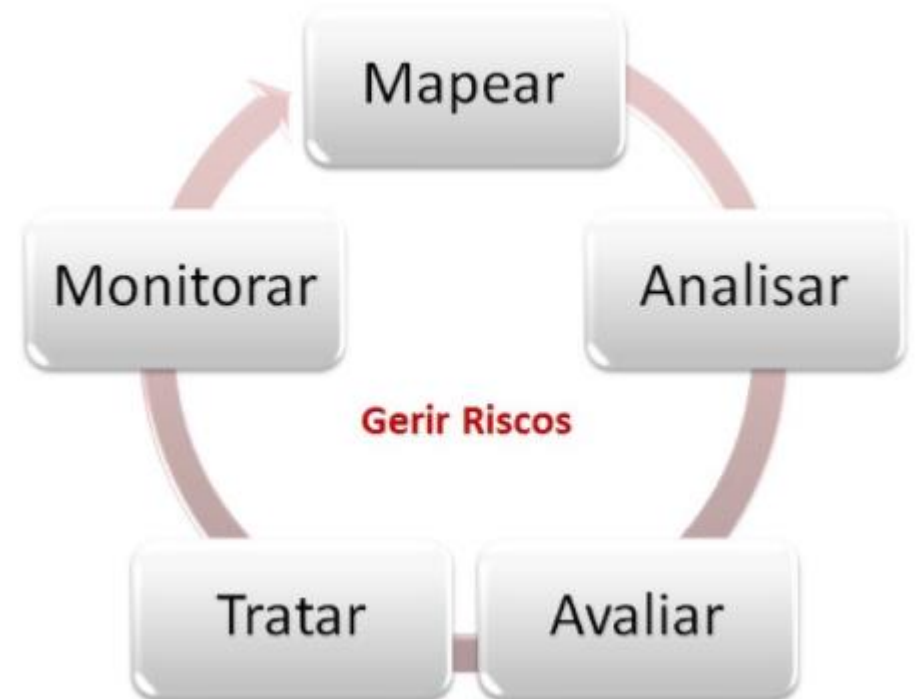 Mapear
Analisar
Avaliar
Tratar
Monitorar
Gerir Riscos